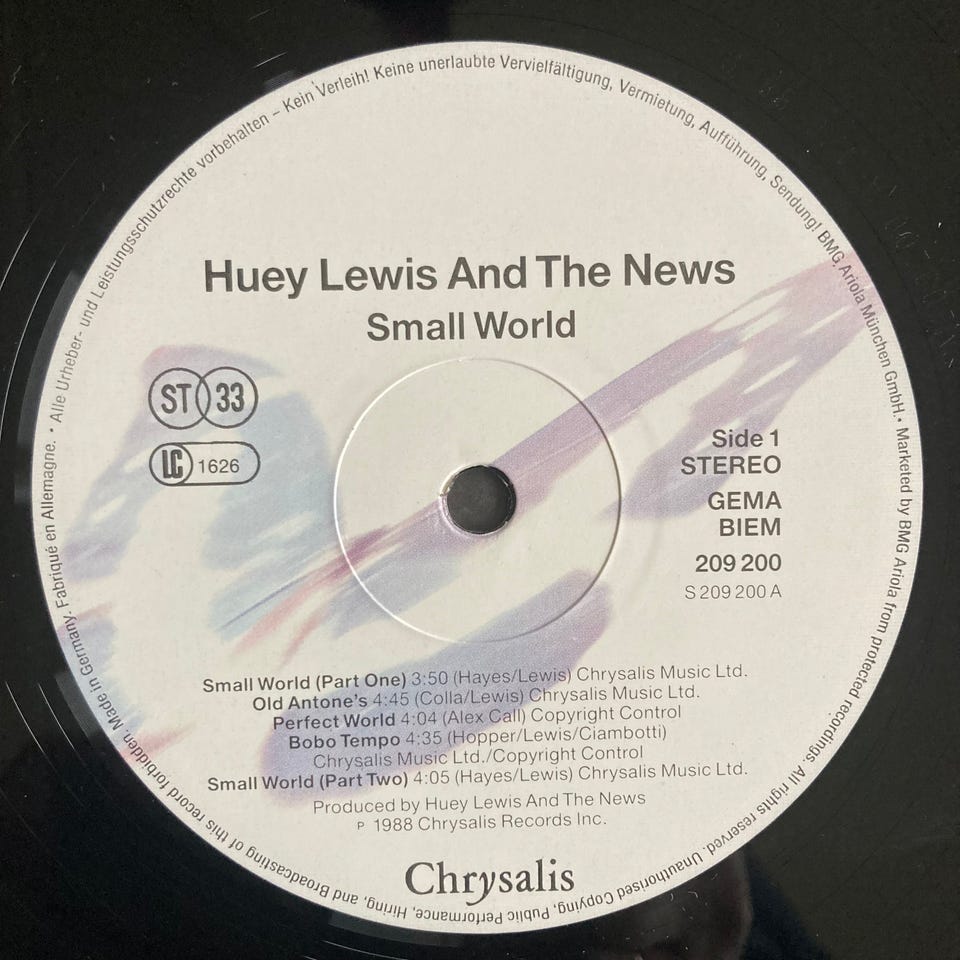 Alle Urheber- und Leistungsschutzrechte vorbehalten – Kein Verleih! Keine unerlaubte Vervielfältigung, Vermietung, Aufführung, Sendung! BMG Ariola München GmbH. • Marketed by BMG Ariola from protected recordings. All rights reserved. Unauthorised Copying, Public Performance, Hiring, and Broadcasting of this record forbidden. Made in Germany. Fabriqué en Allemagne. •
Huey Lewis And The News
Small World
ST 33
LC 1626
Side 1
STEREO
GEMA
BIEM
209 200
S 209 200 A
Small World (Part One) 3:50 (Hayes/Lewis) Chrysalis Music Ltd.
Old Antone's 4:45 (Colla/Lewis) Chrysalis Music Ltd.
Perfect World 4:04 (Alex Call) Copyright Control
Bobo Tempo 4:35 (Hopper/Lewis/Ciambotti)
Chrysalis Music Ltd./Copyright Control
Small World (Part Two) 4:05 (Hayes/Lewis) Chrysalis Music Ltd.
Produced by Huey Lewis And The News
P 1988 Chrysalis Records Inc.
Chrysalis